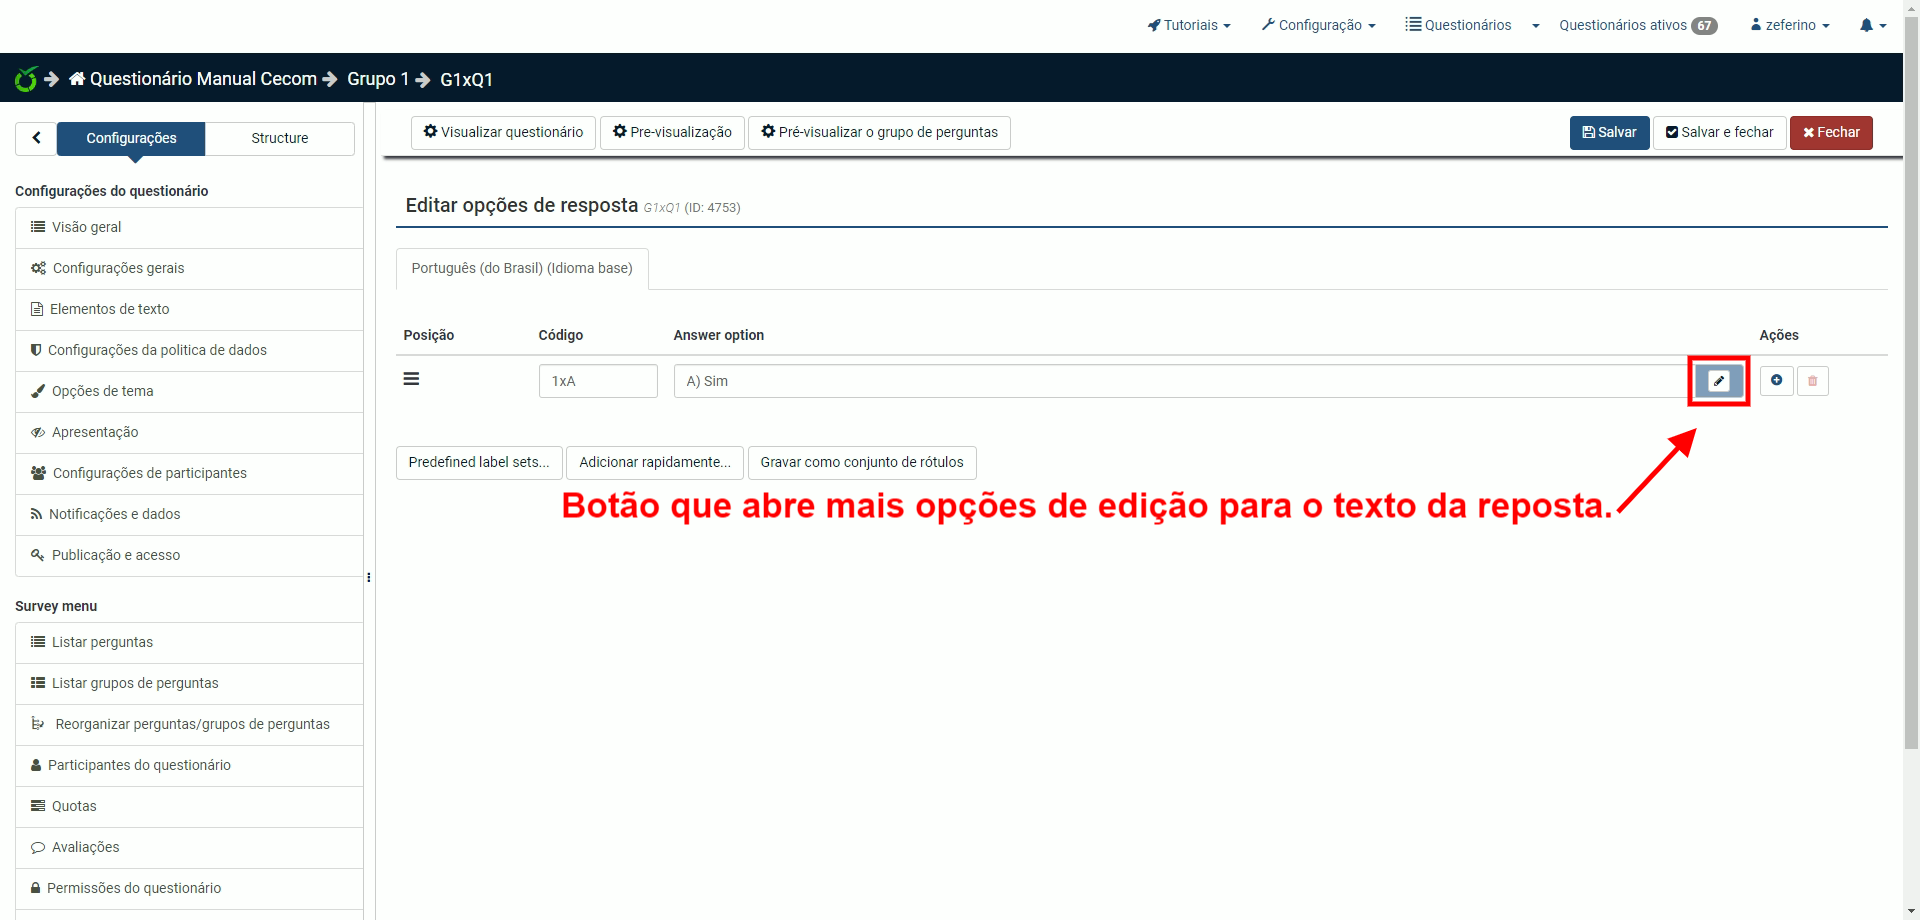 Tutoriais Configuração Questionários Questionários ativos 67 zeferino
Questionário Manual Cecom Grupo 1 G1xQ1
Configurações Structure
Visualizar questionário Pre-visualização Pré-visualizar o grupo de perguntas Salvar Salvar e fechar Fechar
Configurações do questionário
Visão geral
Configurações gerais
Elementos de texto
Configurações da politica de dados
Opções de tema
Apresentação
Configurações de participantes
Notificações e dados
Publicação e acesso
Survey menu
Listar perguntas
Listar grupos de perguntas
Reorganizar perguntas/grupos de perguntas
Participantes do questionário
Quotas
Avaliações
Permissões do questionário
Editar opções de resposta G1xQ1 (ID: 4753)
Português (do Brasil) (Idioma base)
Posição Código Answer option Ações
1xA A) Sim
Predefined label sets... Adicionar rapidamente... Gravar como conjunto de rótulos
Botão que abre mais opções de edição para o texto da reposta.